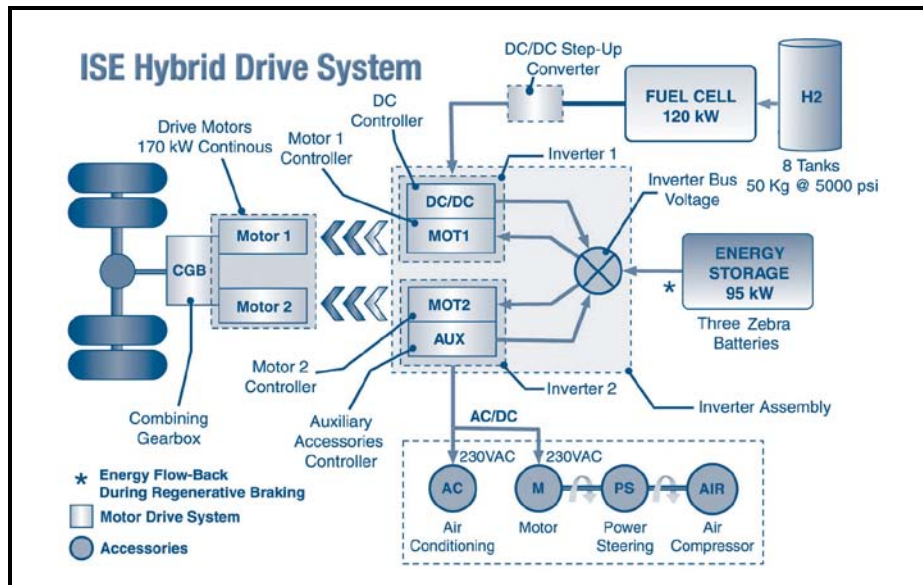 ISE Hybrid Drive System
DC/DC Step-Up
Converter
FUEL CELL
120 kW
H2
8 Tanks
50 Kg @ 5000 psi
DC
Controller
Drive Motors
170 kW Continous
Motor 1
Controller
Inverter 1
Inverter Bus
Voltage
DC/DC
MOT1
Motor 1
CGB
Motor 2
MOT2
AUX
ENERGY
STORAGE
95 kW
*
Three Zebra
Batteries
Motor 2
Controller
Inverter 2
Inverter Assembly
Combining
Gearbox
Auxiliary
Accessories
Controller
AC/DC
230VAC
230VAC
AC
M
PS
AIR
Air
Conditioning
Motor
Power
Steering
Air
Compressor
* Energy Flow-Back
During Regenerative Braking
Motor Drive System
Accessories